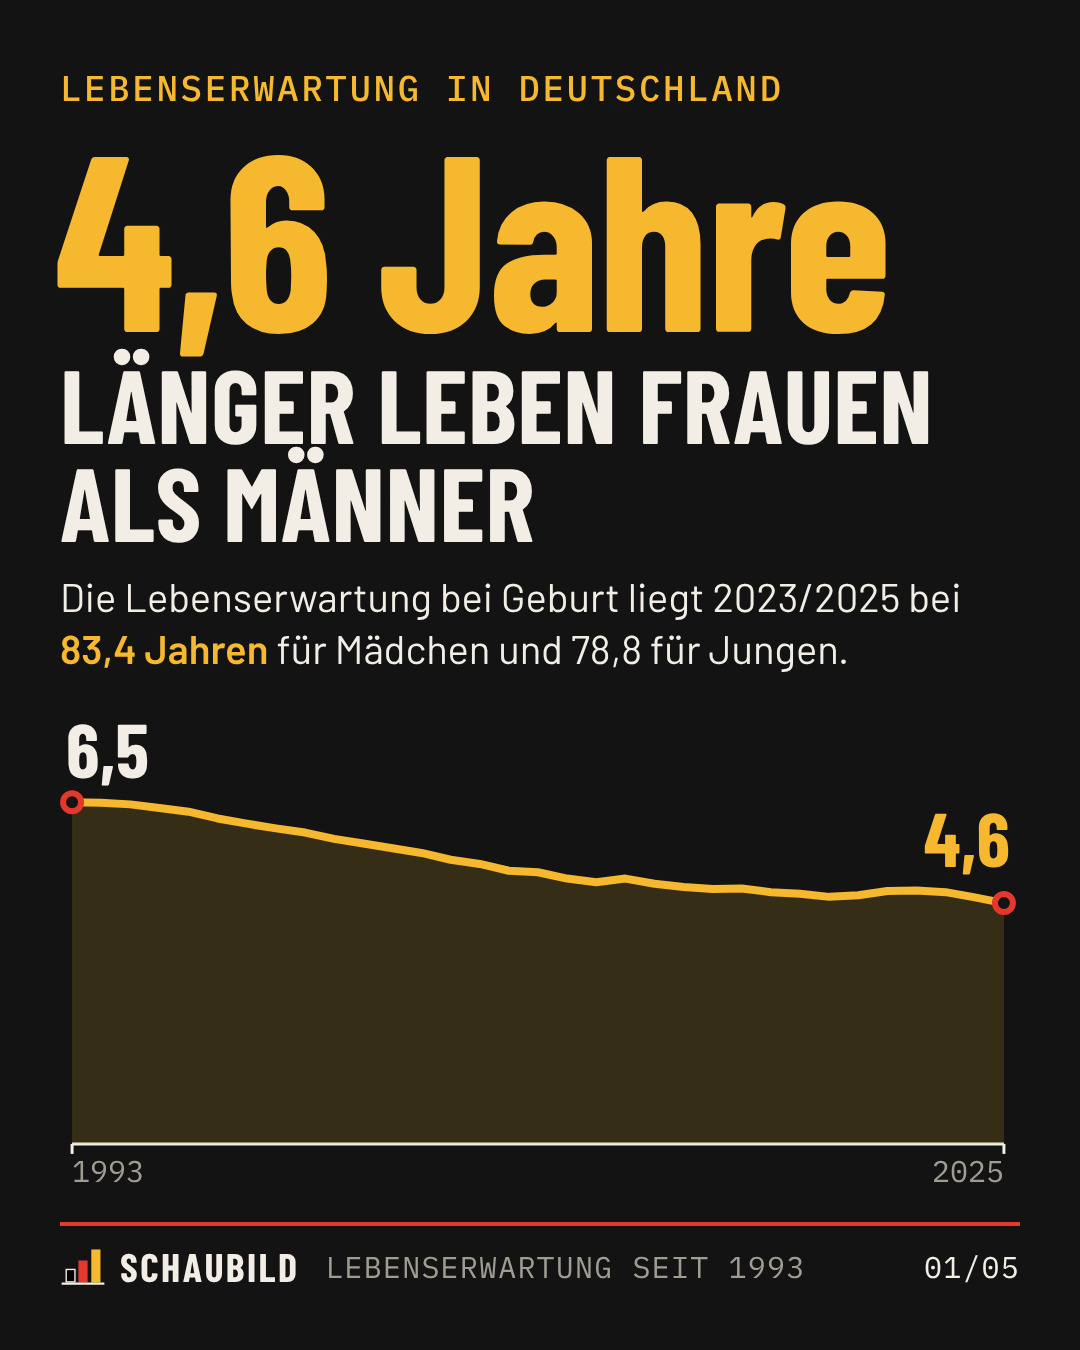 LEBENSERWARTUNG IN DEUTSCHLAND
4,6 Jahre
LÄNGER LEBEN FRAUEN
ALS MÄNNER
Die Lebenserwartung bei Geburt liegt 2023/2025 bei
83,4 Jahren für Mädchen und 78,8 für Jungen.
6,5
4,6
1993
2025
SCHAUBILD LEBENSERWARTUNG SEIT 1993 01/05